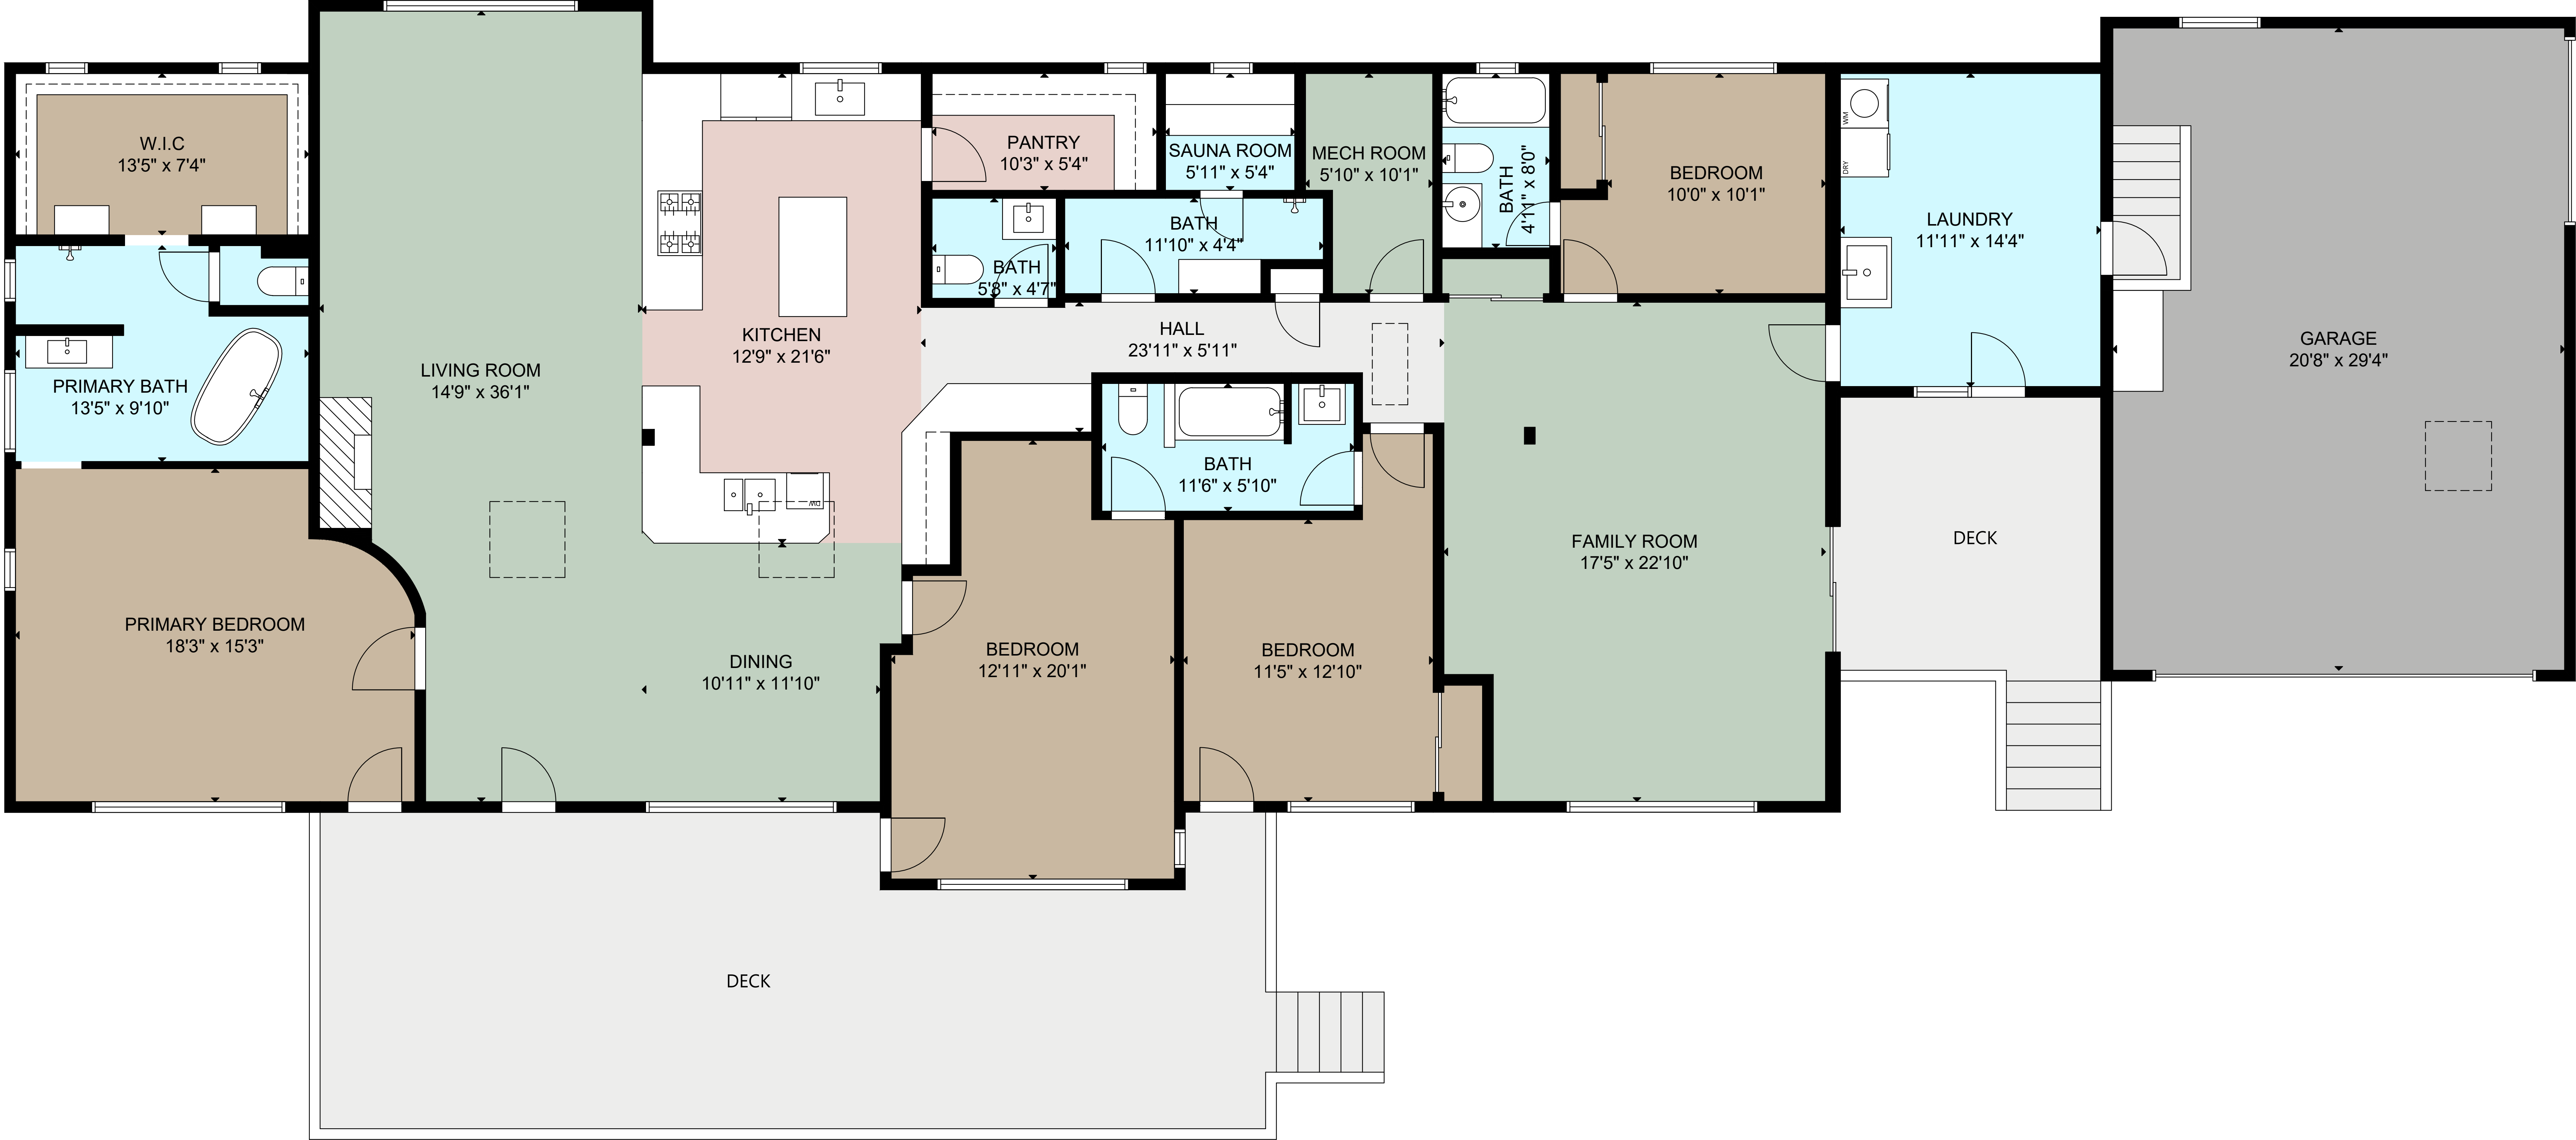 W.I.C
13'5" x 7'4"
PRIMARY BATH
13'5" x 9'10"
PRIMARY BEDROOM
18'3" x 15'3"
LIVING ROOM
14'9" x 36'1"
KITCHEN
12'9" x 21'6"
DW
DINING
10'11" x 11'10"
PANTRY
10'3" x 5'4"
SAUNA ROOM
5'11" x 5'4"
MECH ROOM
5'10" x 10'1"
BATH
5'8" x 4'7"
BATH
11'10" x 4'4"
BATH
4'11" x 8'0"
BEDROOM
10'0" x 10'1"
HALL
23'11" x 5'11"
BATH
11'6" x 5'10"
BEDROOM
12'11" x 20'1"
BEDROOM
11'5" x 12'10"
FAMILY ROOM
17'5" x 22'10"
WM
DRY
LAUNDRY
11'11" x 14'4"
DECK
GARAGE
20'8" x 29'4"
DECK